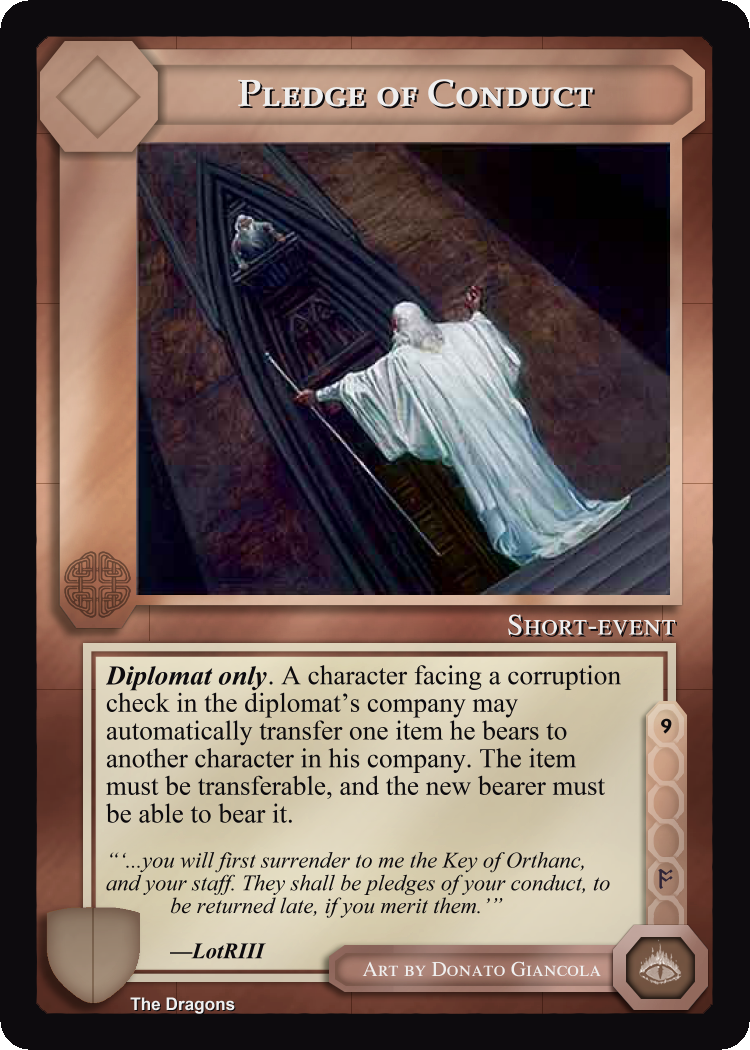 Pledge of Conduct
Short-event
Diplomat only. A character facing a corruption
check in the diplomat's company may
automatically transfer one item he bears to
another character in his company. The item
must be transferable, and the new bearer must
be able to bear it.
9
"'...you will first surrender to me the Key of Orthanc,
and your staff. They shall be pledges of your conduct, to
be returned late, if you merit them.'"
—LotRIII
Art by Donato Giancola
The Dragons